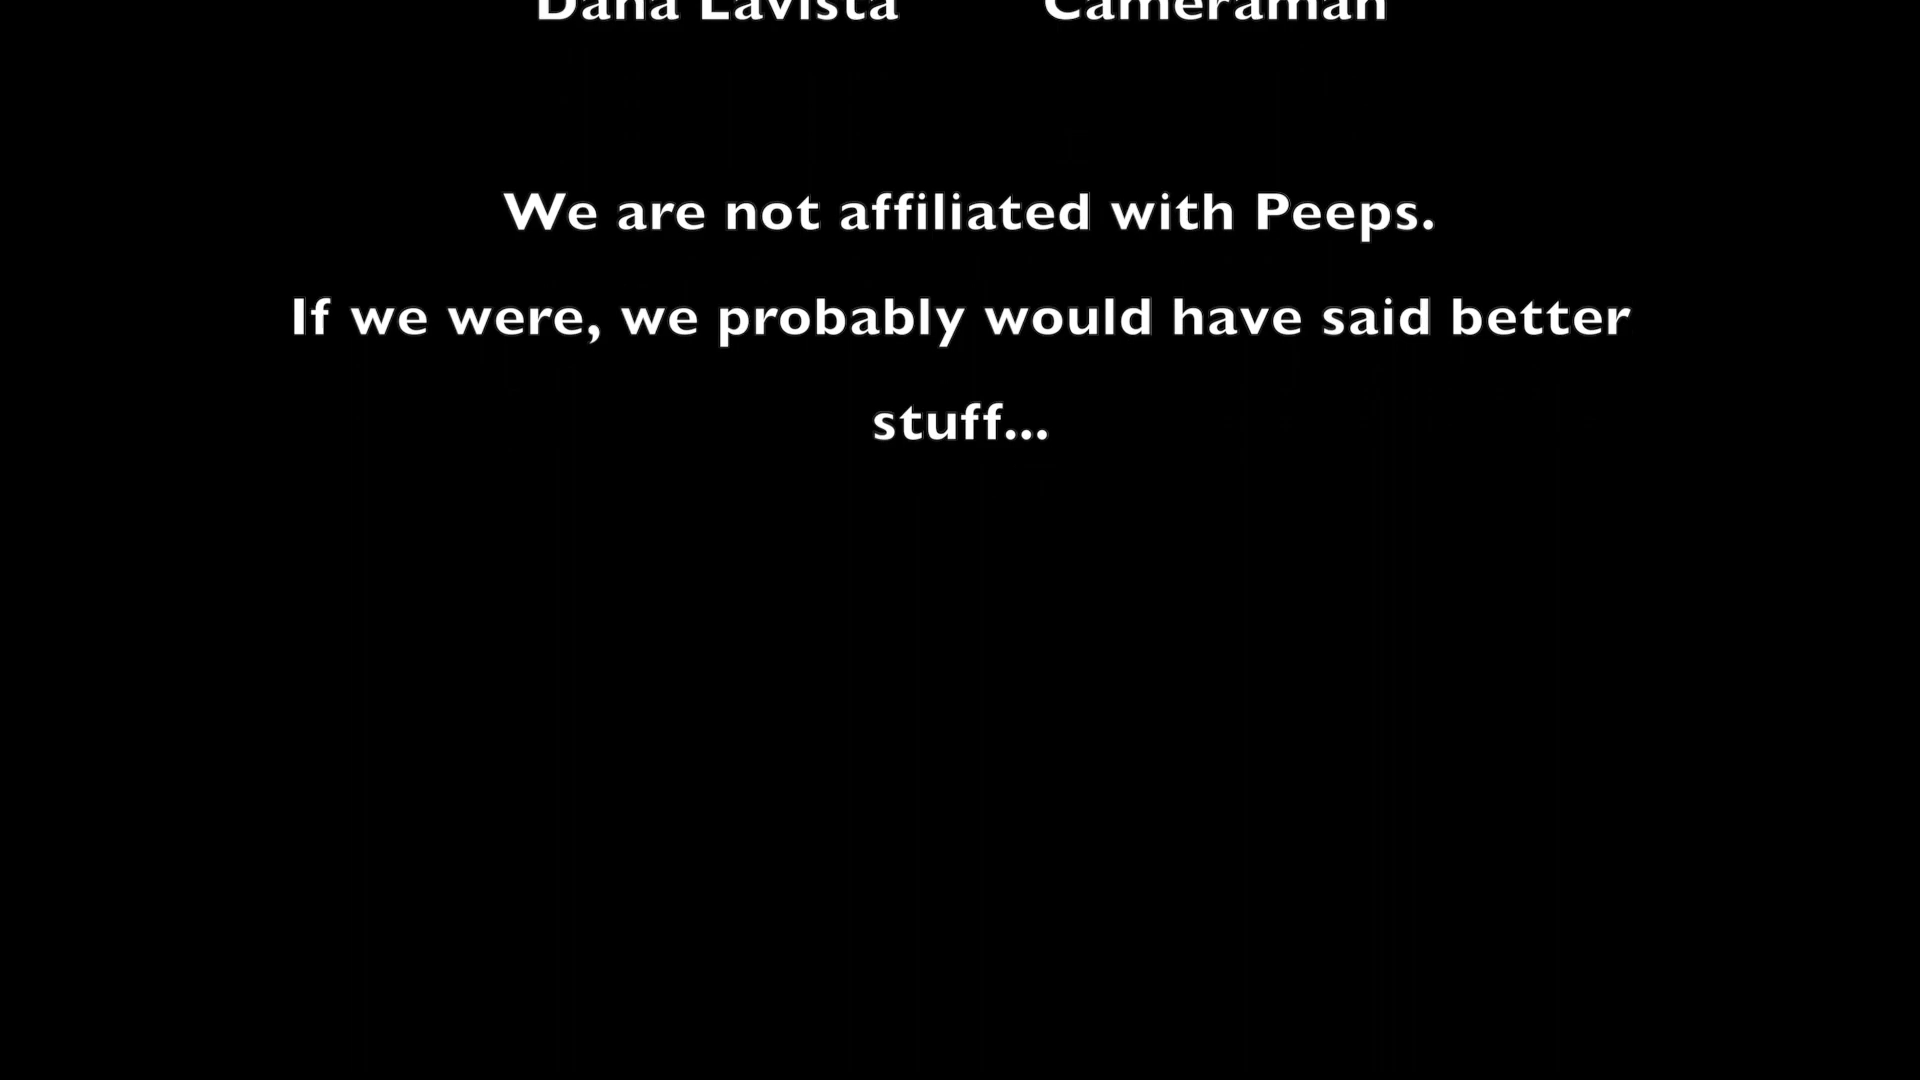 Dana Lavista Cameraman
We are not affiliated with Peeps.
If we were, we probably would have said better
stuff...